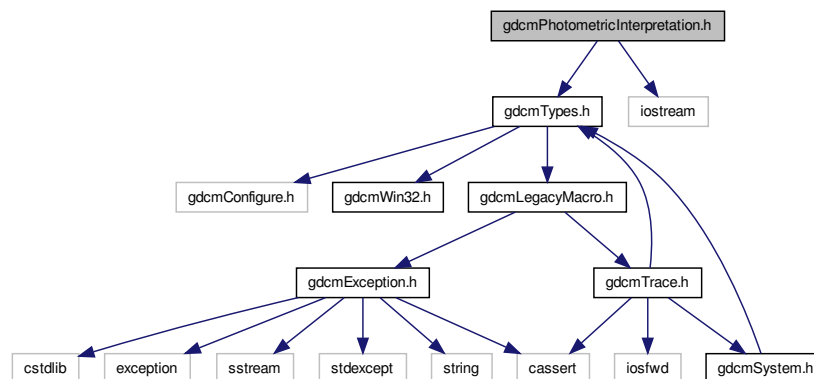 gdcmPhotometricInterpretation.h
gdcmTypes.h
iostream
gdcmConfigure.h
gdcmWin32.h
gdcmLegacyMacro.h
gdcmException.h
gdcmTrace.h
cstdlib
exception
sstream
stdexcept
string
cassert
iosfwd
gdcmSystem.h